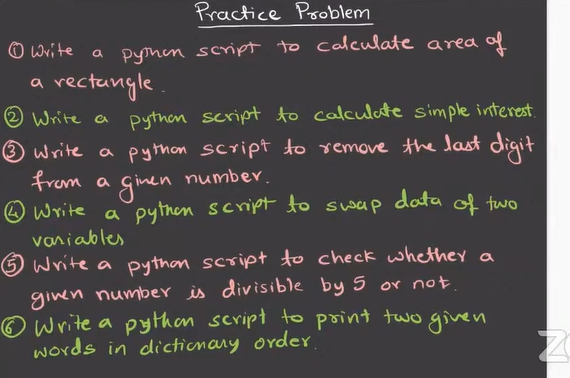 Practice Problem
① Write a python script to calculate area of
a rectangle.
② Write a python script to calculate simple interest.
③ Write a python script to remove the last digit
from a given number.
④ Write a python script to swap data of two
variables
⑤ Write a python script to check whether a
given number is divisible by 5 or not.
⑥ Write a python script to print two given
words in dictionary order.